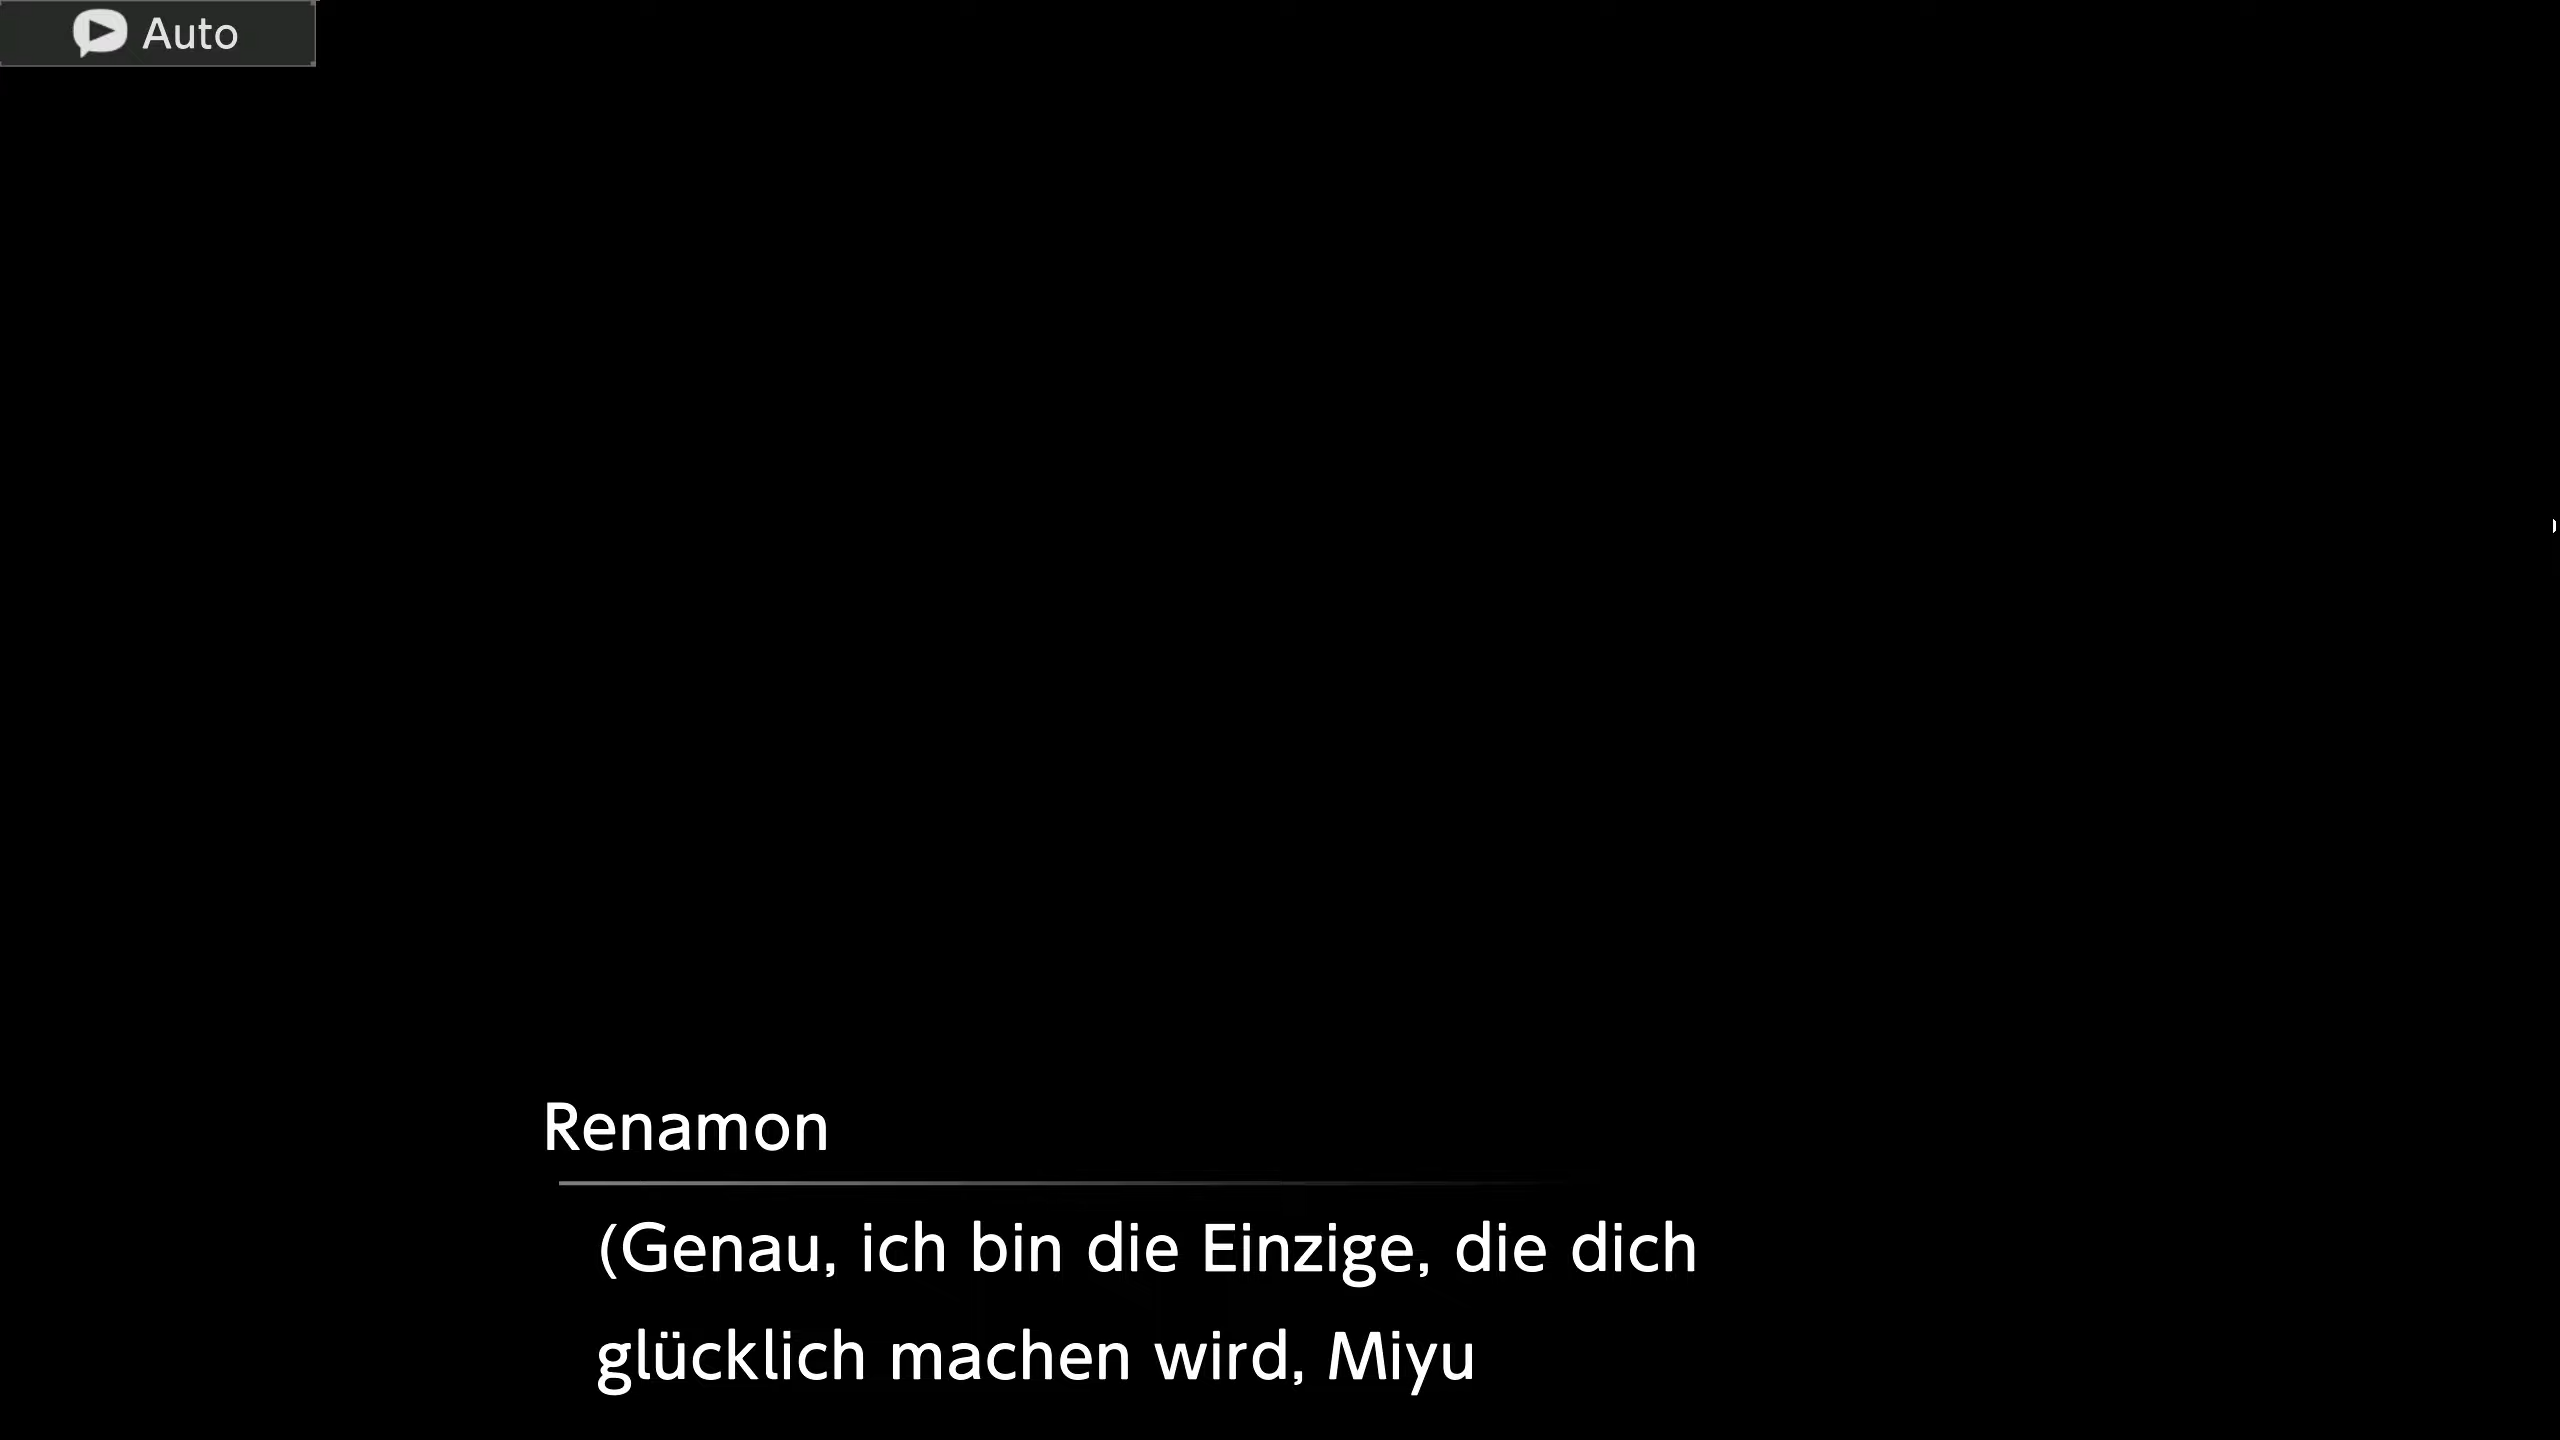 Auto
Renamon
(Genau, ich bin die Einzige, die dich
glücklich machen wird, Miyu